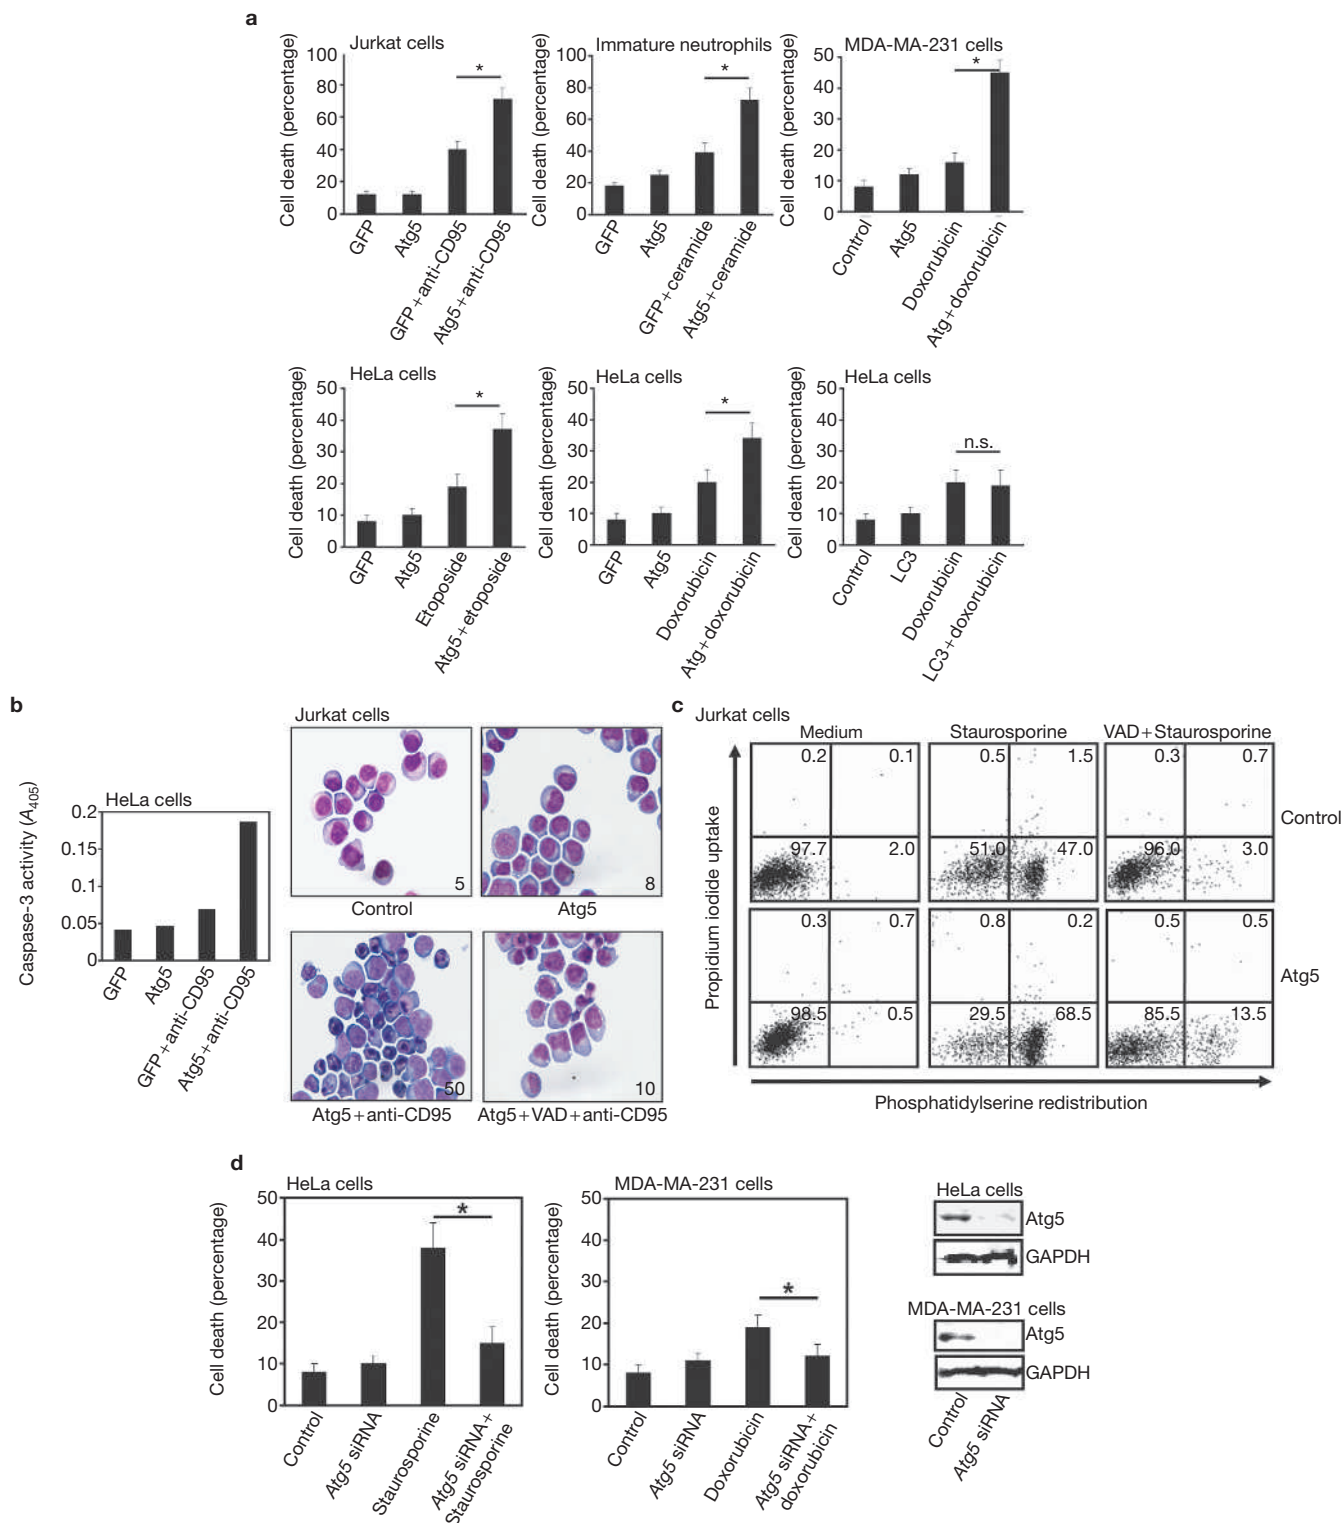 a
Jurkat cells
Cell death (percentage)
100
80
60
40
20
0
GFP
Atg5
GFP+anti-CD95
Atg5+anti-CD95
*
Immature neutrophils
Cell death (percentage)
100
80
60
40
20
0
GFP
Atg5
GFP+ceramide
Atg5+ceramide
*
MDA-MA-231 cells
Cell death (percentage)
50
40
30
20
10
0
Control
Atg5
Doxorubicin
Atg+doxorubicin
*
HeLa cells
Cell death (percentage)
50
40
30
20
10
0
GFP
Atg5
Etoposide
Atg5+etoposide
*
HeLa cells
Cell death (percentage)
50
40
30
20
10
0
GFP
Atg5
Doxorubicin
Atg+doxorubicin
*
HeLa cells
Cell death (percentage)
50
40
30
20
10
0
Control
LC3
Doxorubicin
LC3+doxorubicin
n.s.
b
HeLa cells
Caspase-3 activity (A405)
0.2
0.15
0.1
0.05
0
GFP
Atg5
GFP+anti-CD95
Atg5+anti-CD95
Jurkat cells
5
Control
8
Atg5
50
Atg5+anti-CD95
10
Atg5+VAD+anti-CD95
c
Jurkat cells
Medium
Staurosporine
VAD+Staurosporine
Propidium iodide uptake
0.2 0.1
97.7 2.0
0.5 1.5
51.0 47.0
0.3 0.7
96.0 3.0
Control
0.3 0.7
98.5 0.5
0.8 0.2
29.5 68.5
0.5 0.5
85.5 13.5
Atg5
Phosphatidylserine redistribution
d
HeLa cells
Cell death (percentage)
50
40
30
20
10
0
Control
Atg5 siRNA
Staurosporine
Atg5 siRNA+
Staurosporine
*
MDA-MA-231 cells
Cell death (percentage)
50
40
30
20
10
0
Control
Atg5 siRNA
Doxorubicin
Atg5 siRNA+
doxorubicin
*
HeLa cells
Atg5
GAPDH
MDA-MA-231 cells
Atg5
GAPDH
Control
Atg5 siRNA